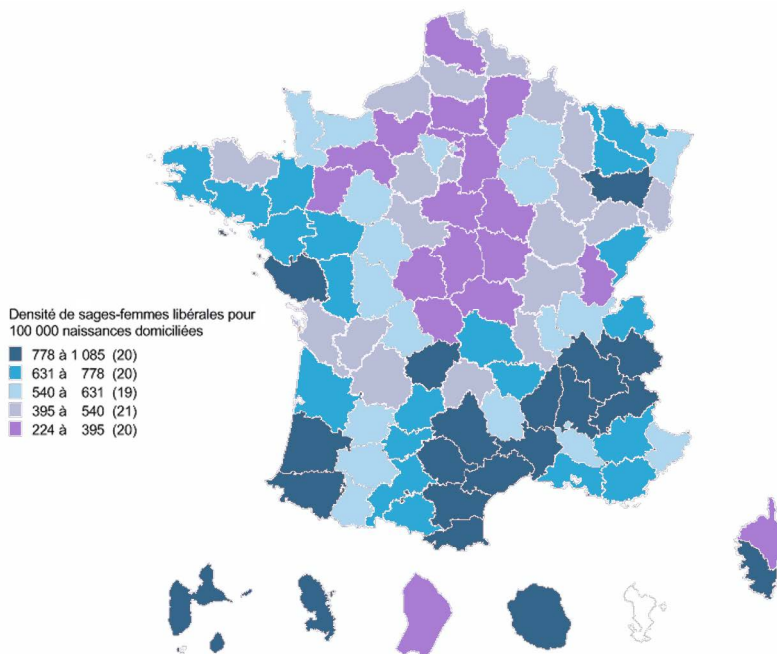 Densité de sages-femmes libérales pour
100 000 naissances domiciliées
778 à 1 085 (20)
631 à 778 (20)
540 à 631 (19)
395 à 540 (21)
224 à 395 (20)